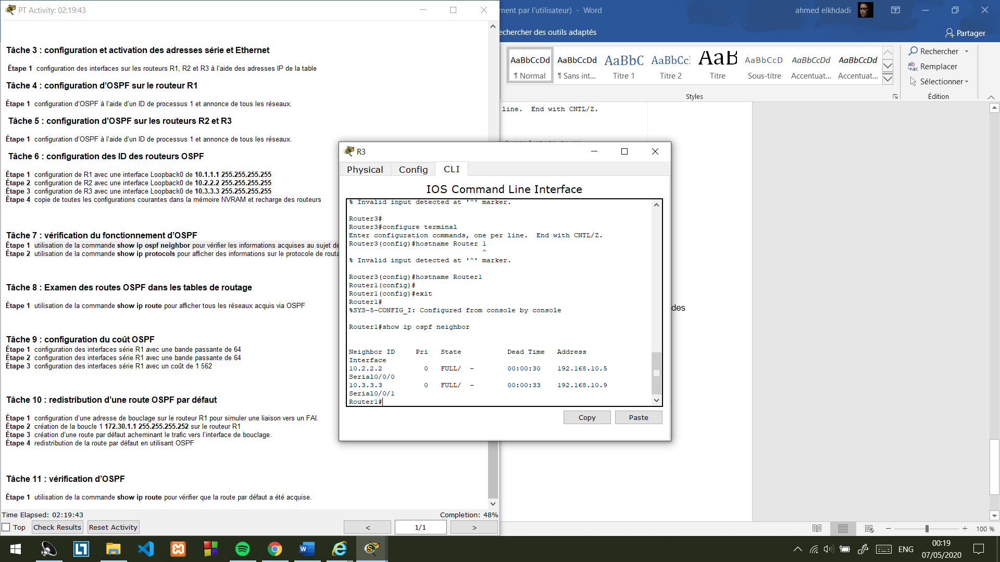 PT Activity: 02:19:43
Tâche 3 : configuration et activation des adresses série et Ethernet
Étape 1 configuration des interfaces sur les routeurs R1, R2 et R3 à l'aide des adresses IP de la table
Tâche 4 : configuration d'OSPF sur le routeur R1
Étape 1 configuration d'OSPF à l'aide d'un ID de processus 1 et annonce de tous les réseaux.
Tâche 5 : configuration d'OSPF sur les routeurs R2 et R3
Étape 1 configuration d'OSPF à l'aide d'un ID de processus 1 et annonce de tous les réseaux.
Tâche 6 : configuration des ID des routeurs OSPF
Étape 1 configuration de R1 avec une interface Loopback0 de 10.1.1.1 255.255.255.255
Étape 2 configuration de R2 avec une interface Loopback0 de 10.2.2.2 255.255.255.255
Étape 3 configuration de R3 avec une interface Loopback0 de 10.3.3.3 255.255.255.255
Étape 4 copie de toutes les configurations courantes dans la mémoire NVRAM et recharge des routeurs
Tâche 7 : vérification du fonctionnement d'OSPF
Étape 1 utilisation de la commande show ip ospf neighbor pour vérifier les informations acquises au sujet de
Étape 2 utilisation de la commande show ip protocols pour afficher des informations sur le protocole de routa
Tâche 8 : Examen des routes OSPF dans les tables de routage
Étape 1 utilisation de la commande show ip route pour afficher tous les réseaux acquis via OSPF
Tâche 9 : configuration du coût OSPF
Étape 1 configuration des interfaces série R1 avec une bande passante de 64
Étape 2 configuration des interfaces série R1 avec une bande passante de 64
Étape 3 configuration des interfaces série R1 avec un coût de 1 562
Tâche 10 : redistribution d'une route OSPF par défaut
Étape 1 configuration d'une adresse de bouclage sur le routeur R1 pour simuler une liaison vers un FAI.
Étape 2 création de la boucle 1 172.30.1.1 255.255.255.252 sur le routeur R1
Étape 3 création d'une route par défaut acheminant le trafic vers l'interface de bouclage.
Étape 4 redistribution de la route par défaut en utilisant OSPF
Tâche 11 : vérification d'OSPF
Étape 1 utilisation de la commande show ip route pour vérifier que la route par défaut a été acquise.
Time Elapsed: 02:19:43
Completion: 48%
Top
Check Results
Reset Activity
<
1/1
>
ment par l'utilisateur) - Word
ahmed elkhdadi
echercher des outils adaptés
Partager
AaBbCcDd AaBbCcDd AaBbC AaBbCc AaB AaBbCcD AaBbCcDd AaBbCcDd
¶ Normal ¶ Sans int... Titre 1 Titre 2 Titre Sous-titre Accentuat... Accentuat...
Styles
Rechercher
Remplacer
Sélectionner
Édition
line. End with CNTL/Z.
des
R3
Physical Config CLI
IOS Command Line Interface
% Invalid input detected at '^' marker.
Router3#
Router3#configure terminal
Enter configuration commands, one per line. End with CNTL/Z.
Router3(config)#hostname Router 1
^
% Invalid input detected at '^' marker.
Router3(config)#hostname Router1
Router1(config)#
Router1(config)#exit
Router1#
%SYS-5-CONFIG_I: Configured from console by console
Router1#show ip ospf neighbor
Neighbor ID Pri State Dead Time Address
Interface
10.2.2.2 0 FULL/ - 00:00:30 192.168.10.5
Serial0/0/0
10.3.3.3 0 FULL/ - 00:00:33 192.168.10.9
Serial0/0/1
Router1#
Copy
Paste
100 %
ENG
00:19
07/05/2020